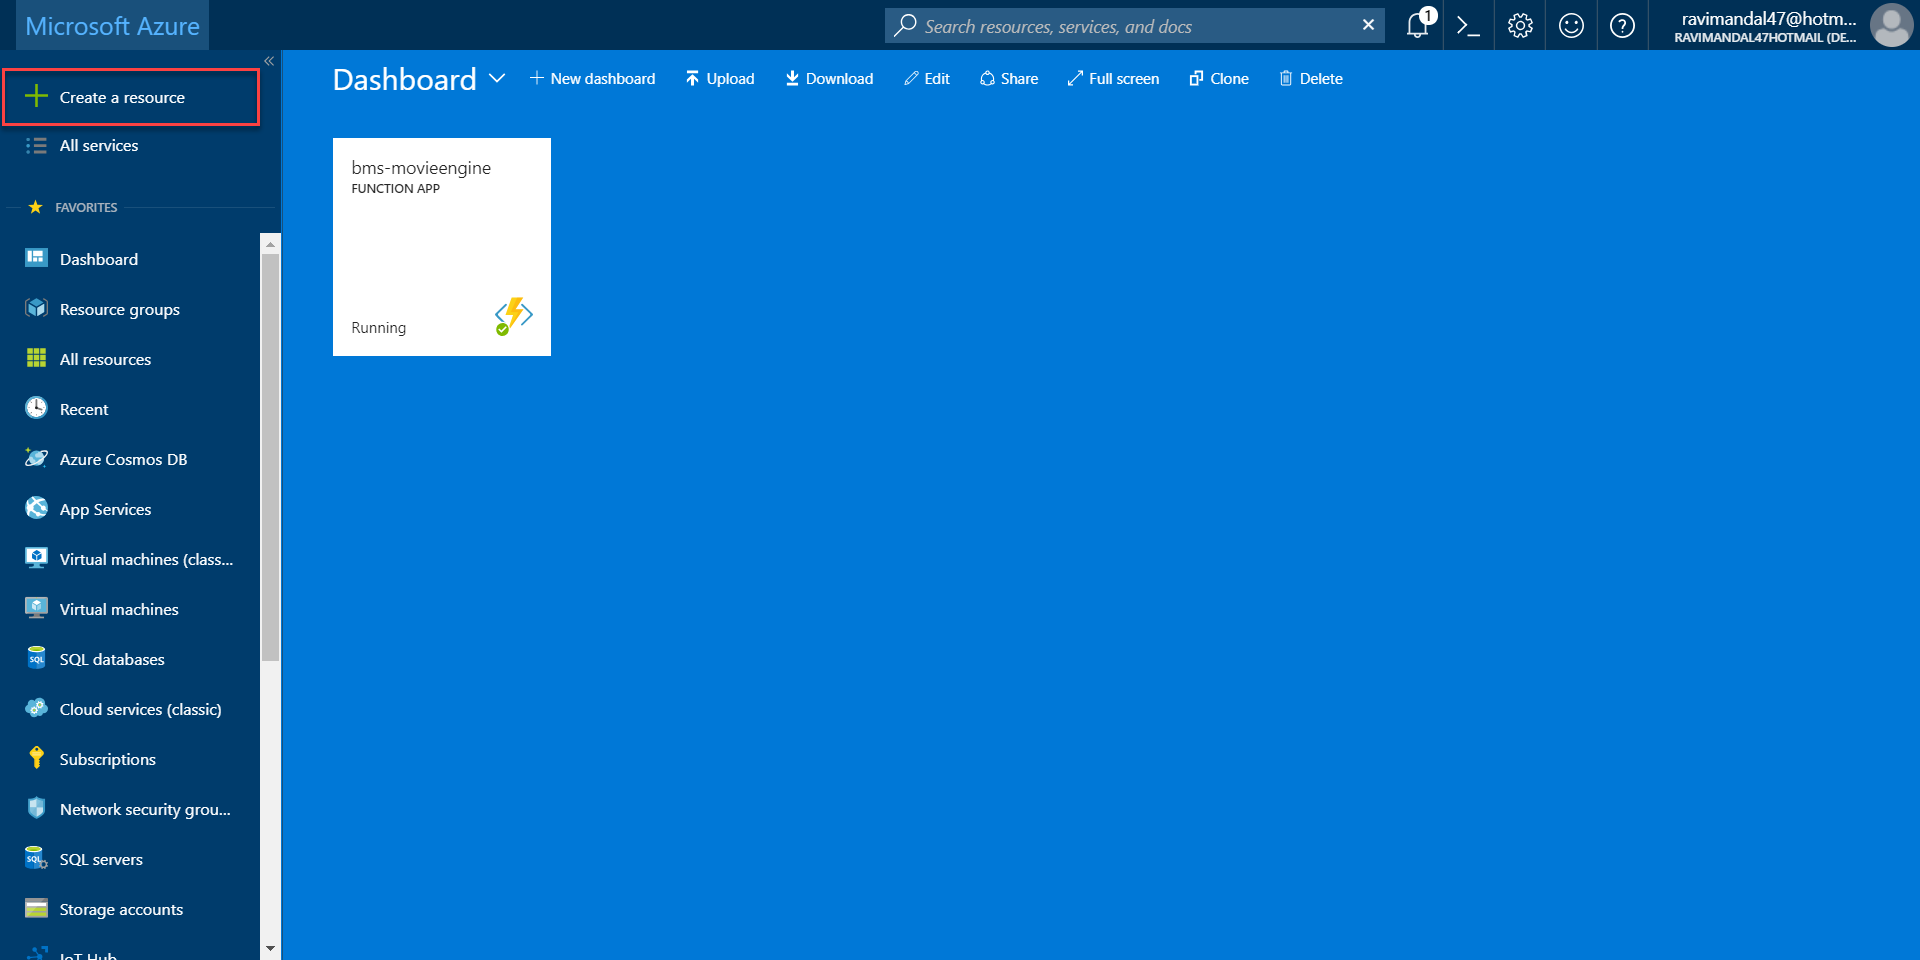 Microsoft Azure
Search resources, services, and docs
1
ravimandal47@hotm...
RAVIMANDAL47HOTMAIL (DE...
Create a resource
All services
FAVORITES
Dashboard
Resource groups
All resources
Recent
Azure Cosmos DB
App Services
Virtual machines (class...
Virtual machines
SQL databases
Cloud services (classic)
Subscriptions
Network security grou...
SQL servers
Storage accounts
IoT Hub
Dashboard
New dashboard
Upload
Download
Edit
Share
Full screen
Clone
Delete
bms-movieengine
FUNCTION APP
Running